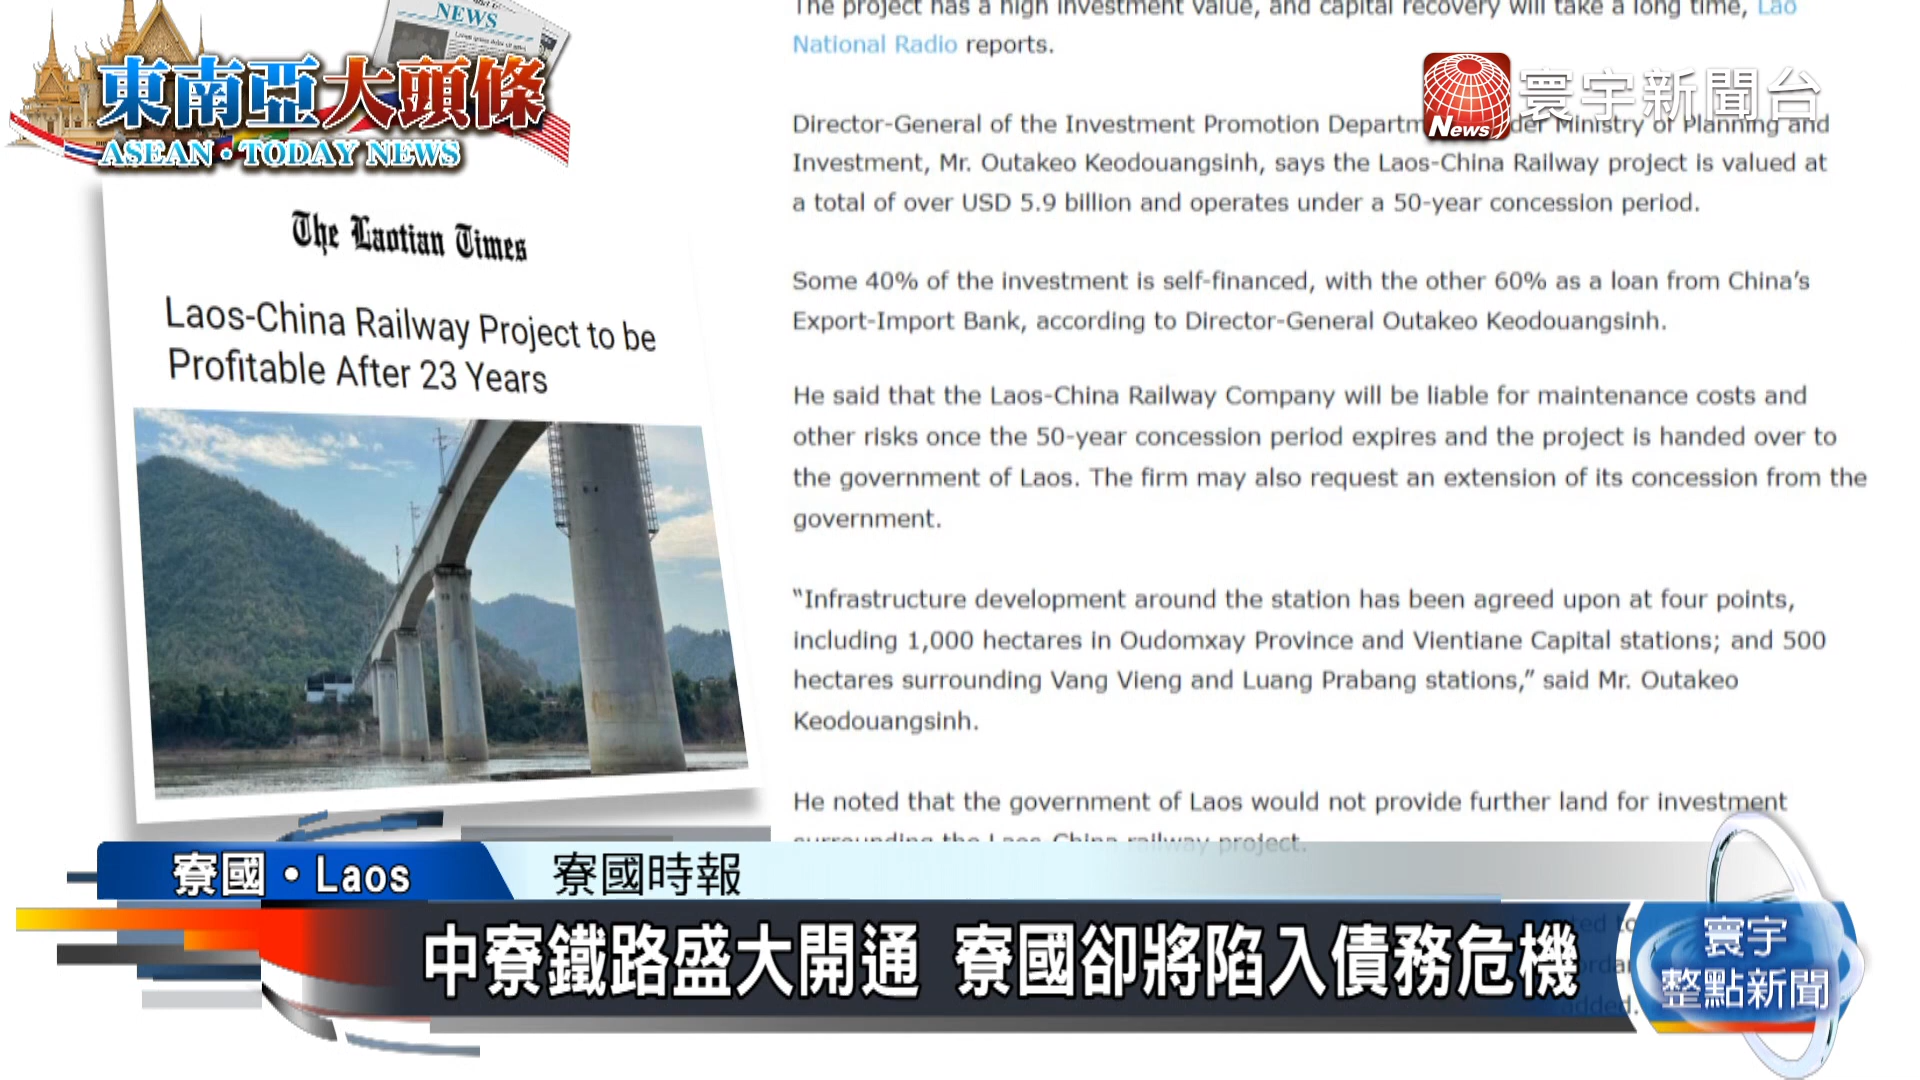 NEWS
東南亞大頭條
ASEAN·TODAY NEWS
The Laotian Times
Laos-China Railway Project to be
Profitable After 23 Years
The project has a high investment value, and capital recovery will take a long time, Lao
National Radio reports.
News
寰宇新聞台
Director-General of the Investment Promotion der Ministry of Planning and
Investment, Mr. Outakeo Keodouangsinh, says the Laos-China Railway project is valued at
a total of over USD 5.9 billion and operates under a 50-year concession period.
Some 40% of the investment is self-financed, with the other 60% as a loan from China's
Export-Import Bank, according to Director-General Outakeo Keodouangsinh.
He said that the Laos-China Railway Company will be liable for maintenance costs and
other risks once the 50-year concession period expires and the project is handed over to
the government of Laos. The firm may also request an extension of its concession from the
government.
“Infrastructure development around the station has been agreed upon at four points,
including 1,000 hectares in Oudomxay Province and Vientiane Capital stations; and 500
hectares surrounding Vang Vieng and Luang Prabang stations,” said Mr. Outakeo
Keodouangsinh.
He noted that the government of Laos would not provide further land for investment
surrounding the Laos-China railway project.
寮國・Laos
寮國時報
中寮鐵路盛大開通 寮國卻將陷入債務危機
added.
寰宇
整點新聞